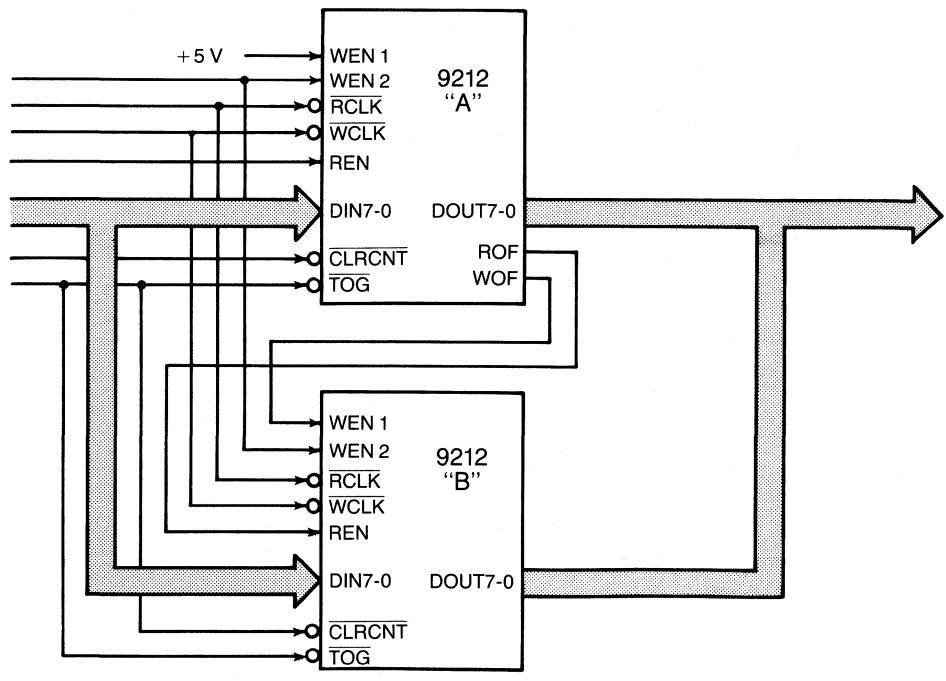 +5 V
WEN 1
WEN 2
RCLK
WCLK
REN
DIN7-0
CLRCNT
TOG
9212
“A”
DOUT7-0
ROF
WOF
WEN 1
WEN 2
RCLK
WCLK
REN
DIN7-0
CLRCNT
TOG
9212
“B”
DOUT7-0